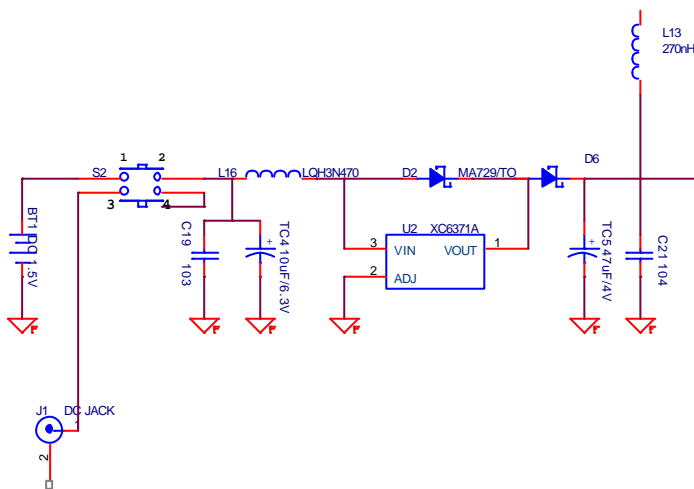 L13
270nH
1 2
S2
L16
LQH3N470
D2
MA729/TO
D6
3 4
U2 XC6371A
3 VIN VOUT 1
2 ADJ
BT1 DC 1.5V
C19 103
TC4 10uF/6.3V
TC5 47uF/4V
C21 104
J1 DC JACK
1
2